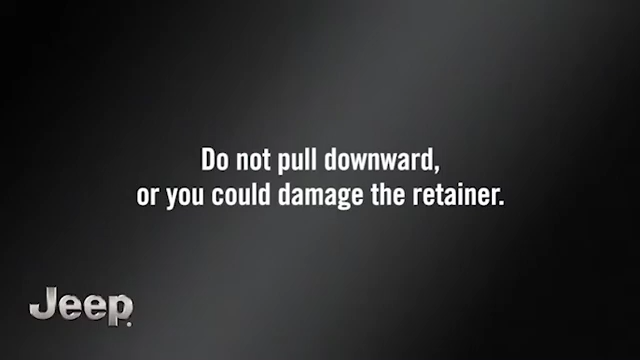 Do not pull downward,
or you could damage the retainer.
Jeep